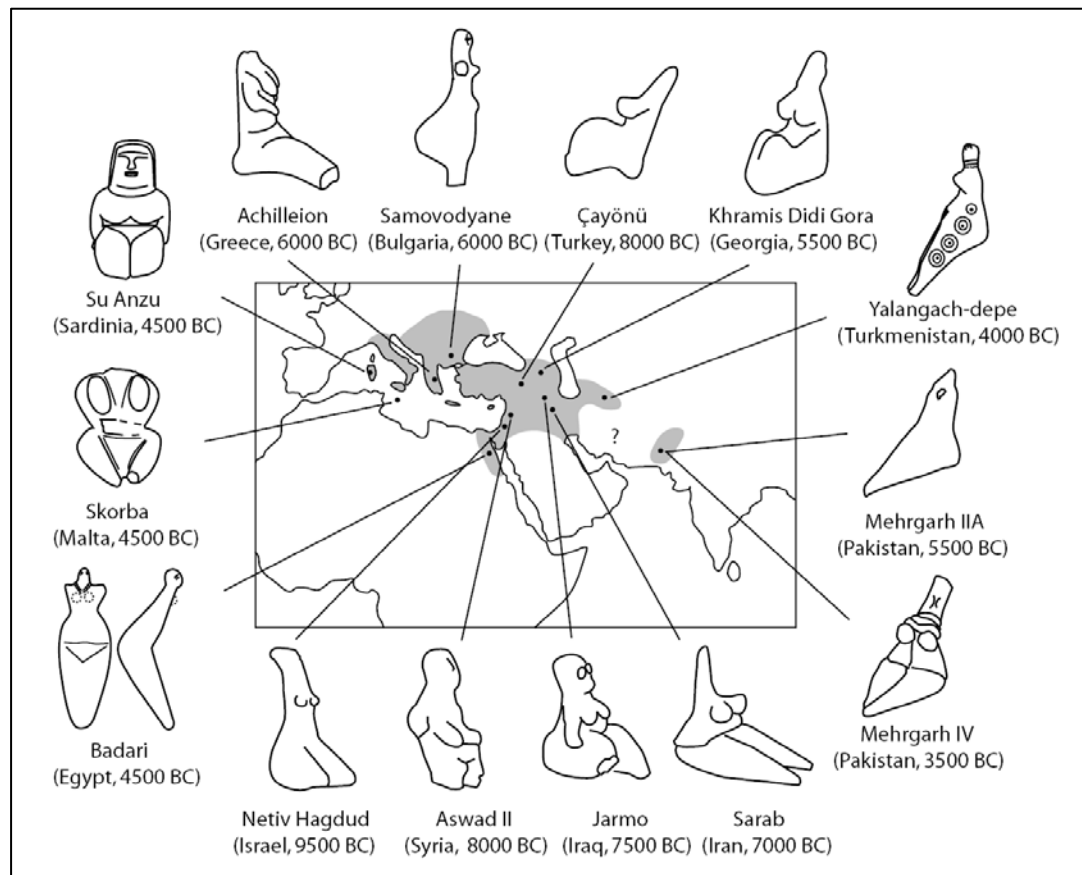 Achilleion
(Greece, 6000 BC)
Samovodyane
(Bulgaria, 6000 BC)
Çayönü
(Turkey, 8000 BC)
Khramis Didi Gora
(Georgia, 5500 BC)
Su Anzu
(Sardinia, 4500 BC)
Yalangach-depe
(Turkmenistan, 4000 BC)
?
Skorba
(Malta, 4500 BC)
Mehrgarh IIA
(Pakistan, 5500 BC)
Badari
(Egypt, 4500 BC)
Mehrgarh IV
(Pakistan, 3500 BC)
Netiv Hagdud
(Israel, 9500 BC)
Aswad II
(Syria, 8000 BC)
Jarmo
(Iraq, 7500 BC)
Sarab
(Iran, 7000 BC)